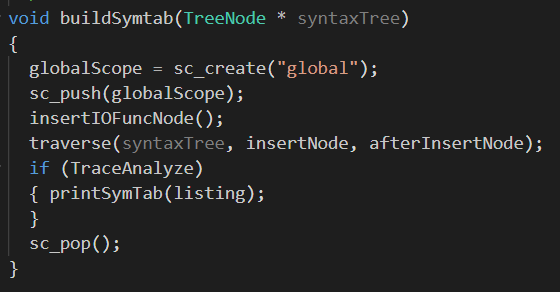 void buildSymtab(TreeNode * syntaxTree)
{
  globalScope = sc_create("global");
  sc_push(globalScope);
  insertIOFuncNode();
  traverse(syntaxTree, insertNode, afterInsertNode);
  if (TraceAnalyze)
  { printSymTab(listing);
  }
  sc_pop();
}